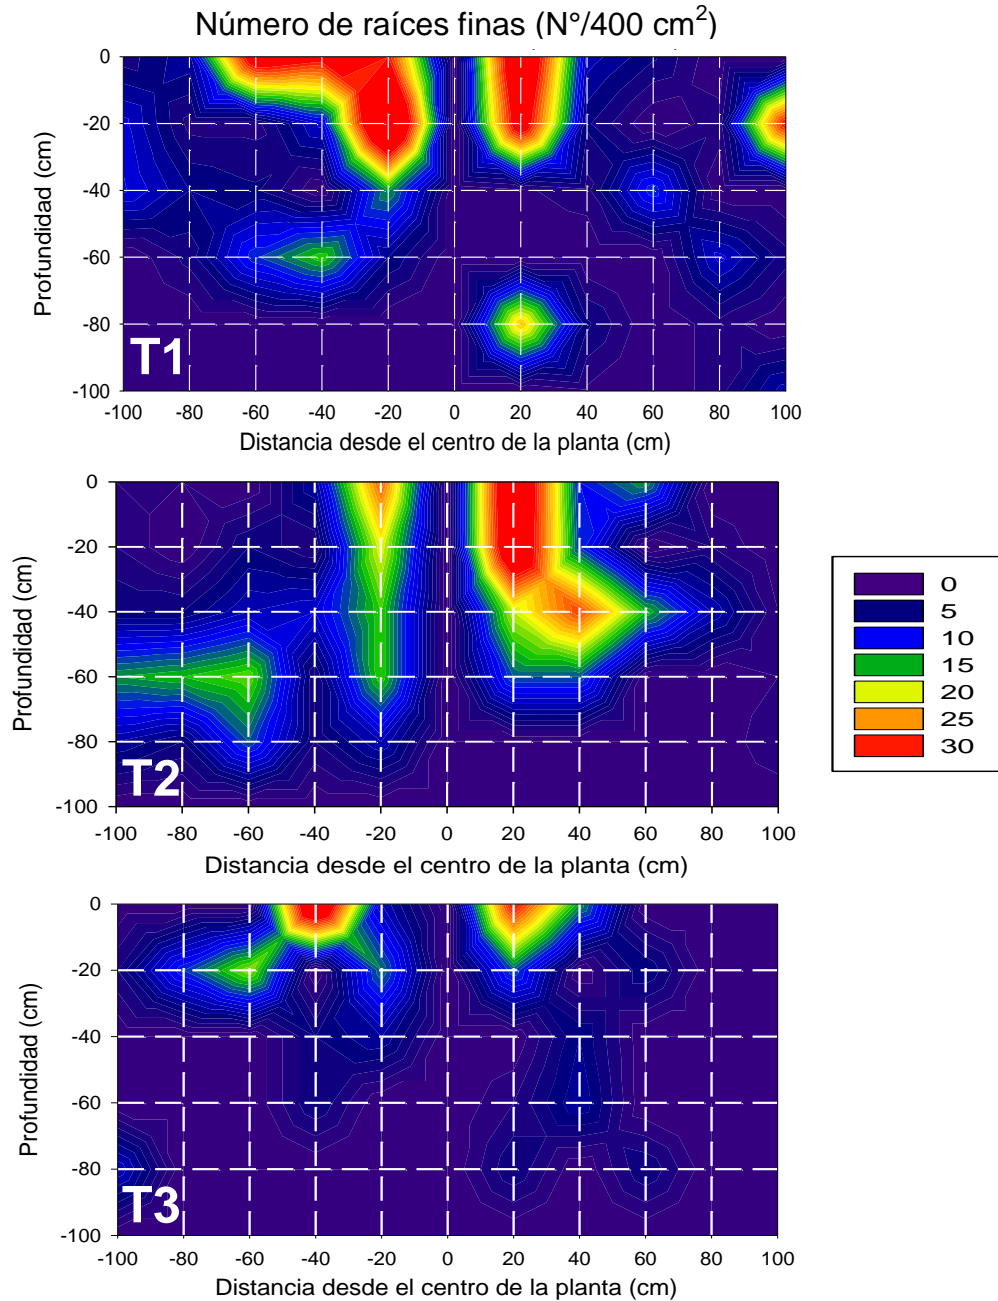 Número de raíces finas (N°/400 cm²)
0
-20
-40
-60
-80
-100
Profundidad (cm)
T1
-100 -80 -60 -40 -20 0 20 40 60 80 100
Distancia desde el centro de la planta (cm)
0
-20
-40
-60
-80
-100
Profundidad (cm)
T2
-100 -80 -60 -40 -20 0 20 40 60 80 100
Distancia desde el centro de la planta (cm)
0
5
10
15
20
25
30
0
-20
-40
-60
-80
-100
Profundidad (cm)
T3
-100 -80 -60 -40 -20 0 20 40 60 80 100
Distancia desde el centro de la planta (cm)